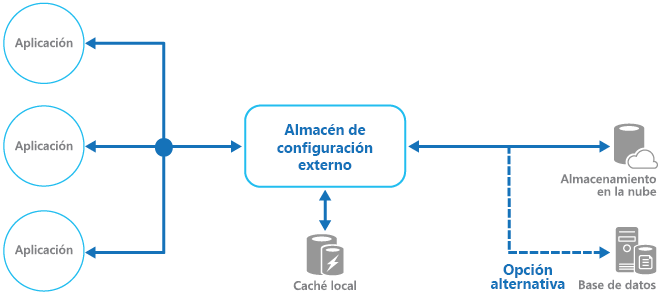 Aplicación
Aplicación
Aplicación
Almacén de
configuración
externo
Caché local
Almacenamiento
en la nube
Opción
alternativa
Base de datos